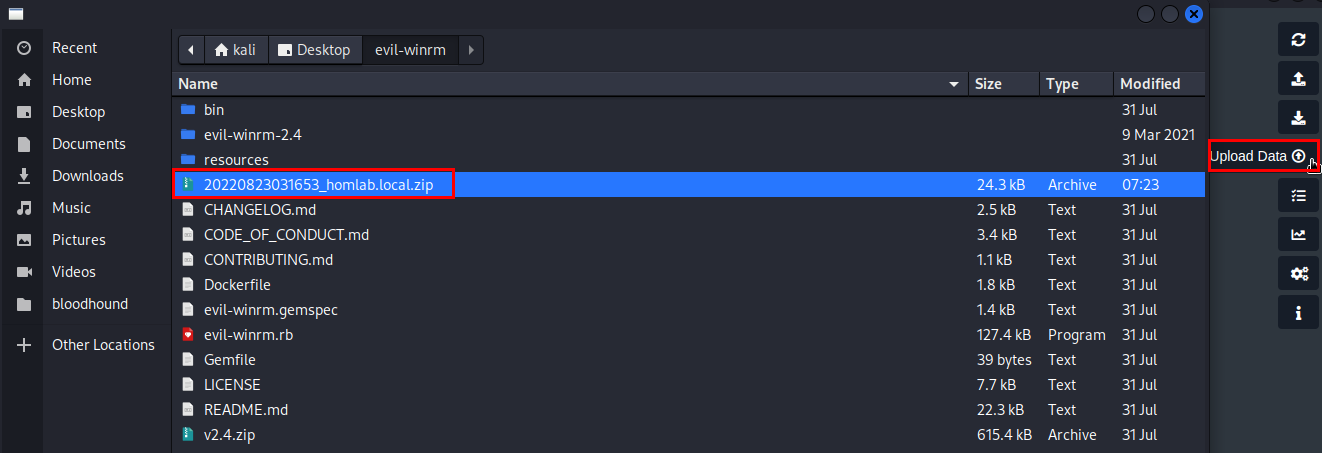 kali Desktop evil-winrm
Recent
Home
Desktop
Documents
Downloads
Music
Pictures
Videos
bloodhound
Other Locations
Name Size Type Modified
bin 31 Jul
evil-winrm-2.4 9 Mar 2021
resources 31 Jul
20220823031653_homlab.local.zip 24.3 kB Archive 07:23
CHANGELOG.md 2.5 kB Text 31 Jul
CODE_OF_CONDUCT.md 3.4 kB Text 31 Jul
CONTRIBUTING.md 1.1 kB Text 31 Jul
Dockerfile 1.8 kB Text 31 Jul
evil-winrm.gemspec 1.4 kB Text 31 Jul
evil-winrm.rb 127.4 kB Program 31 Jul
Gemfile 39 bytes Text 31 Jul
LICENSE 7.7 kB Text 31 Jul
README.md 22.3 kB Text 31 Jul
v2.4.zip 615.4 kB Archive 31 Jul
Upload Data